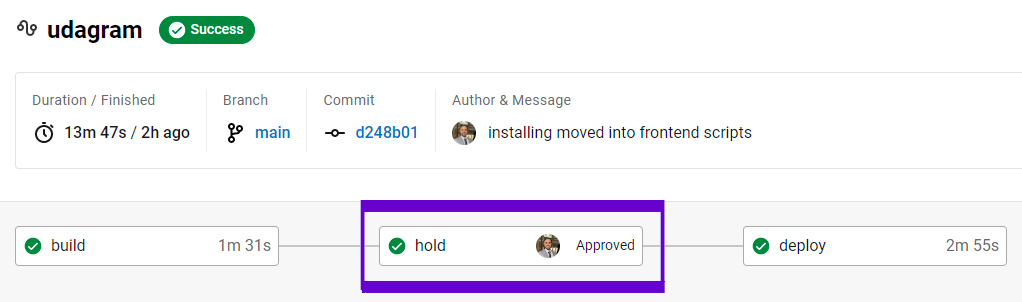 udagram Success
Duration / Finished Branch Commit Author & Message
13m 47s / 2h ago main d248b01 installing moved into frontend scripts
build 1m 31s hold Approved deploy 2m 55s